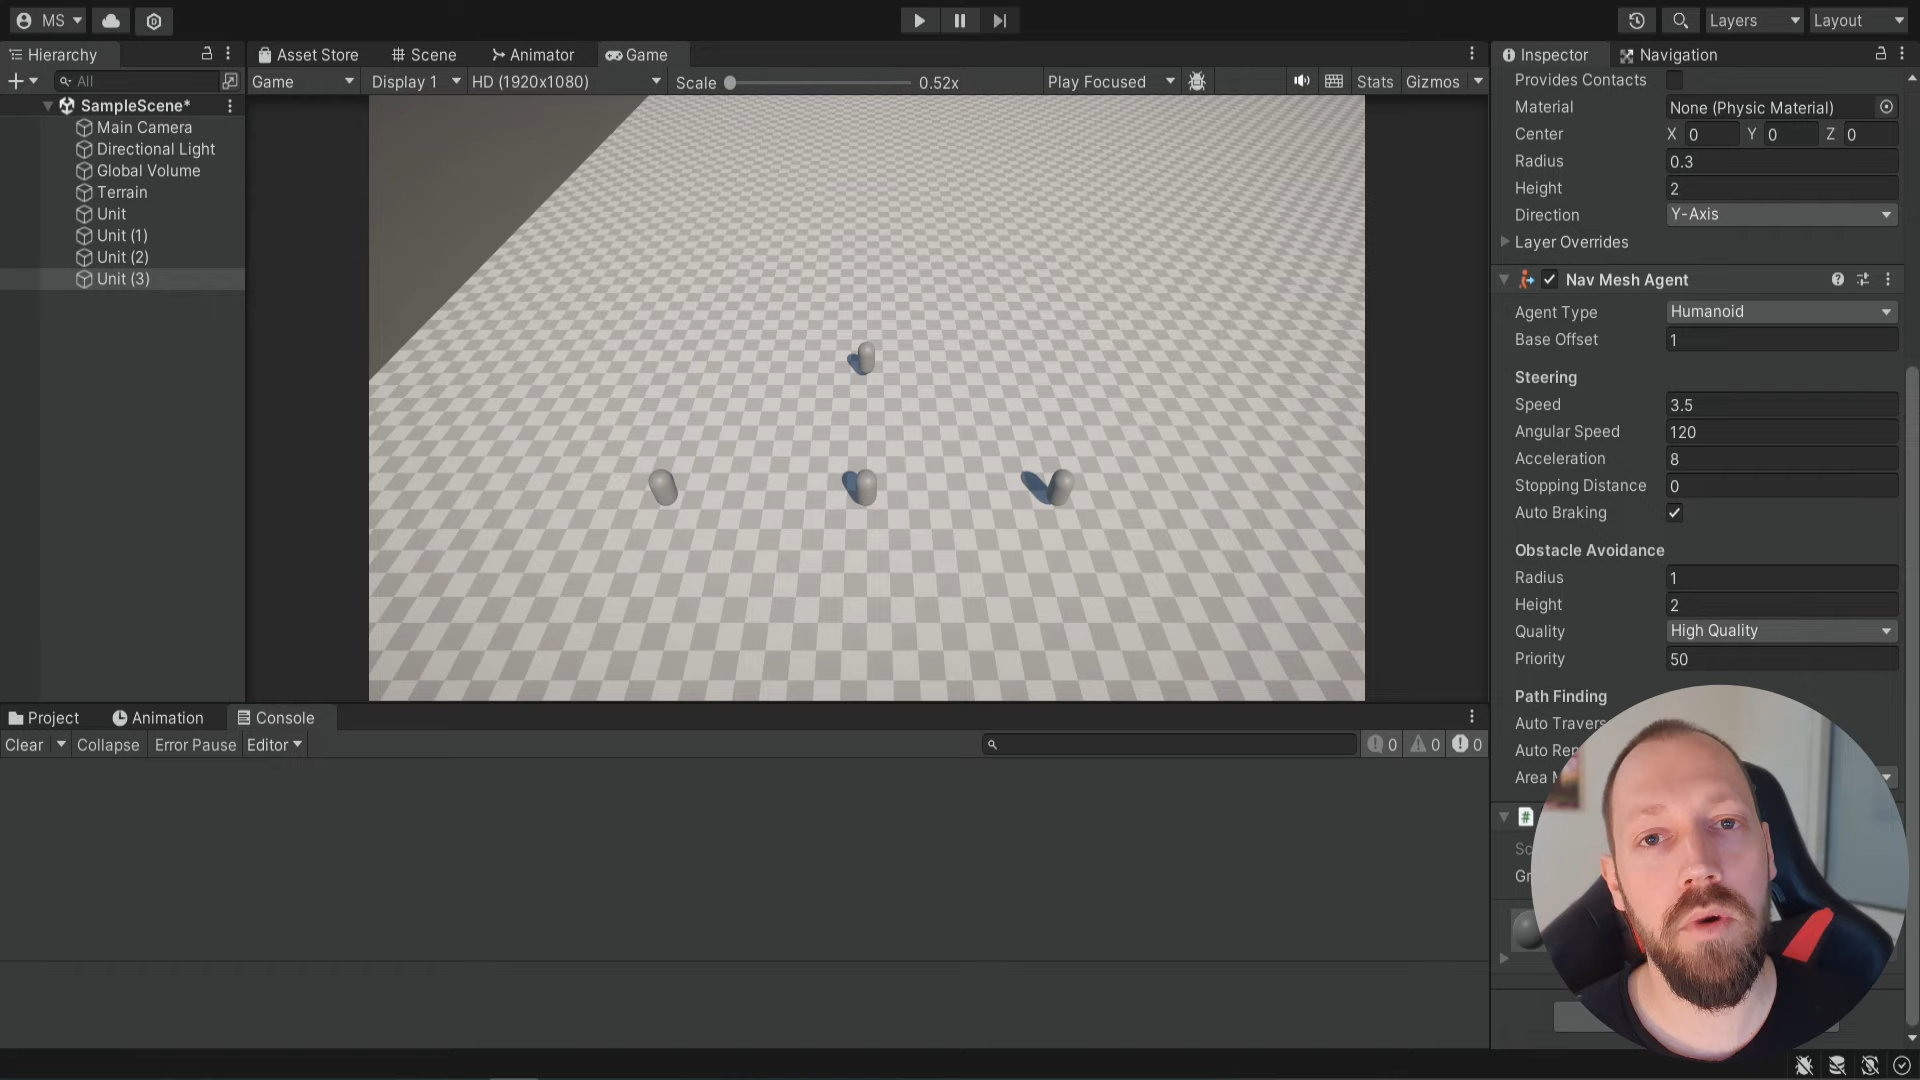 MS
Layers
Layout
Hierarchy
Asset Store
Scene
Animator
Game
Inspector
Navigation
All
Game
Display 1
HD (1920x1080)
Scale
0.52x
Play Focused
Stats
Gizmos
SampleScene*
Main Camera
Directional Light
Global Volume
Terrain
Unit
Unit (1)
Unit (2)
Unit (3)
Provides Contacts
Material None (Physic Material)
Center X 0 Y 0 Z 0
Radius 0.3
Height 2
Direction Y-Axis
Layer Overrides
Nav Mesh Agent
Agent Type Humanoid
Base Offset 1
Steering
Speed 3.5
Angular Speed 120
Acceleration 8
Stopping Distance 0
Auto Braking
Obstacle Avoidance
Radius 1
Height 2
Quality High Quality
Priority 50
Path Finding
Auto
Auto
Area
Project
Animation
Console
Clear
Collapse
Error Pause
Editor
0
0
0